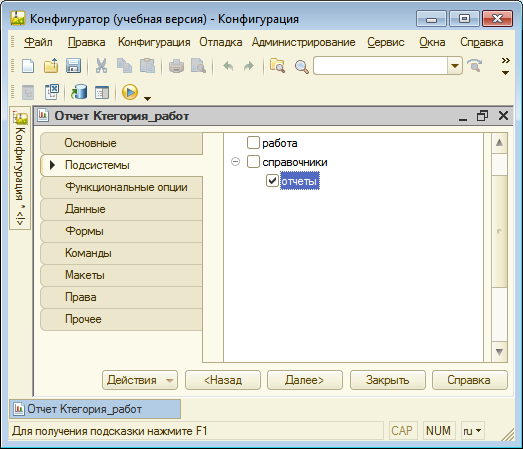 Конфигуратор (учебная версия) - Конфигурация
Файл Правка Конфигурация Отладка Администрирование Сервис Окна Справка
Конфигурация * <|>
Отчет Ктегория_работ
Основные
Подсистемы
Функциональные опции
Данные
Формы
Команды
Макеты
Права
Прочее
работа
справочники
отчеты
Действия <Назад Далее> Закрыть Справка
Отчет Ктегория_работ
Для получения подсказки нажмите F1 CAP NUM ru